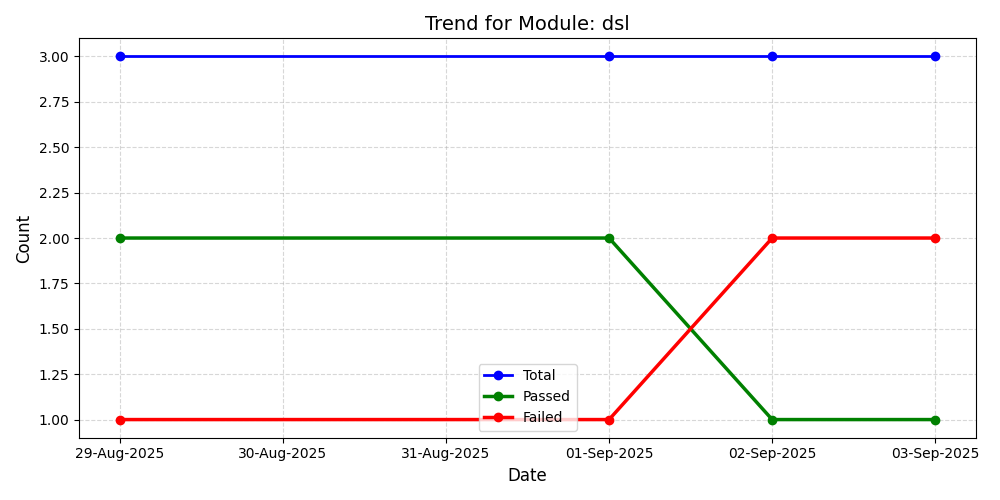 Trend for Module: dsl
3.00
2.75
2.50
2.25
2.00
1.75
1.50
1.25
1.00
Count
Total
Passed
Failed
29-Aug-2025 30-Aug-2025 31-Aug-2025 01-Sep-2025 02-Sep-2025 03-Sep-2025
Date